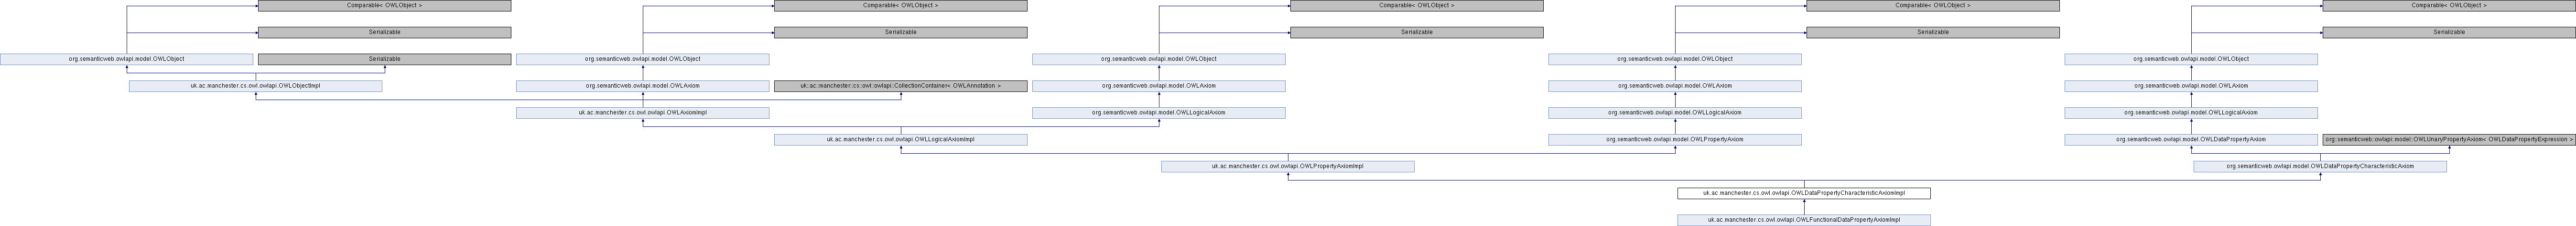 Comparable< OWLObject >
Comparable< OWLObject >
Comparable< OWLObject >
Comparable< OWLObject >
Comparable< OWLObject >
Serializable
Serializable
Serializable
Serializable
Serializable
org.semanticweb.owlapi.model.OWLObject
Serializable
org.semanticweb.owlapi.model.OWLObject
org.semanticweb.owlapi.model.OWLObject
org.semanticweb.owlapi.model.OWLObject
org.semanticweb.owlapi.model.OWLObject
uk.ac.manchester.cs.owl.owlapi.OWLObjectImpl
org.semanticweb.owlapi.model.OWLAxiom
uk::ac::manchester::cs::owl::owlapi::CollectionContainer< OWLAnnotation >
org.semanticweb.owlapi.model.OWLAxiom
org.semanticweb.owlapi.model.OWLAxiom
org.semanticweb.owlapi.model.OWLAxiom
uk.ac.manchester.cs.owl.owlapi.OWLAxiomImpl
org.semanticweb.owlapi.model.OWLLogicalAxiom
org.semanticweb.owlapi.model.OWLLogicalAxiom
org.semanticweb.owlapi.model.OWLLogicalAxiom
uk.ac.manchester.cs.owl.owlapi.OWLLogicalAxiomImpl
org.semanticweb.owlapi.model.OWLPropertyAxiom
org.semanticweb.owlapi.model.OWLDataPropertyAxiom
org::semanticweb::owlapi::model::OWLUnaryPropertyAxiom< OWLDataPropertyExpression >
uk.ac.manchester.cs.owl.owlapi.OWLPropertyAxiomImpl
org.semanticweb.owlapi.model.OWLDataPropertyCharacteristicAxiom
uk.ac.manchester.cs.owl.owlapi.OWLDataPropertyCharacteristicAxiomImpl
uk.ac.manchester.cs.owl.owlapi.OWLFunctionalDataPropertyAxiomImpl